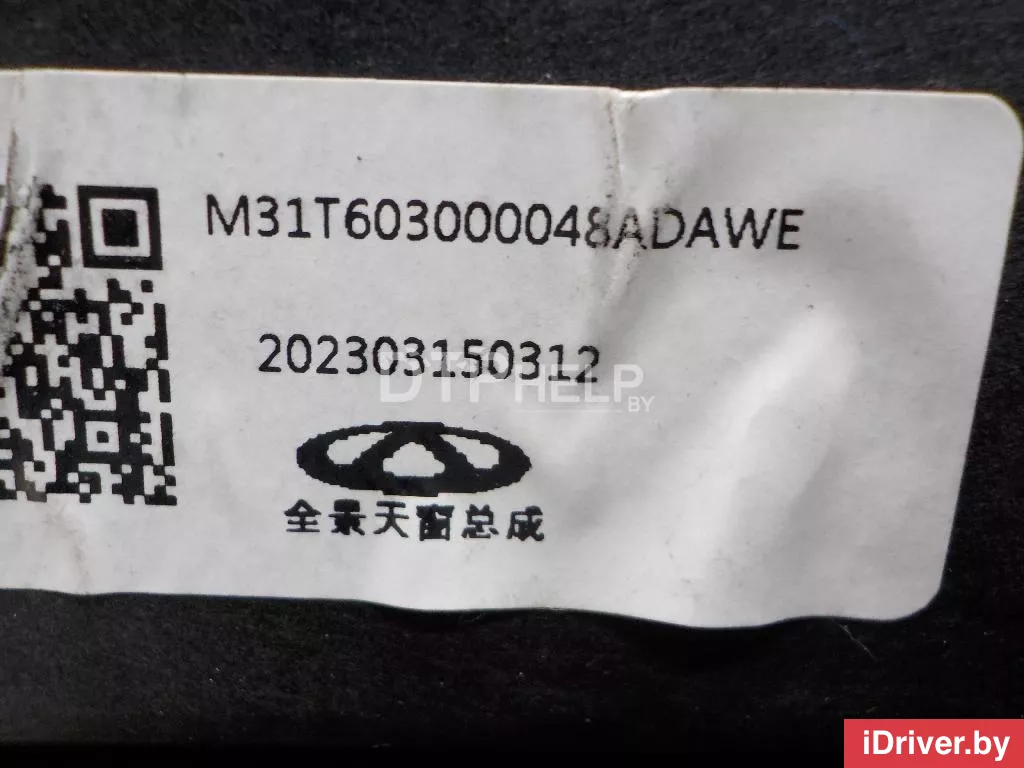 M31T603000048ADAWE
202303150312
DTP HELP
BY
全景天窗总成
iDriver.by